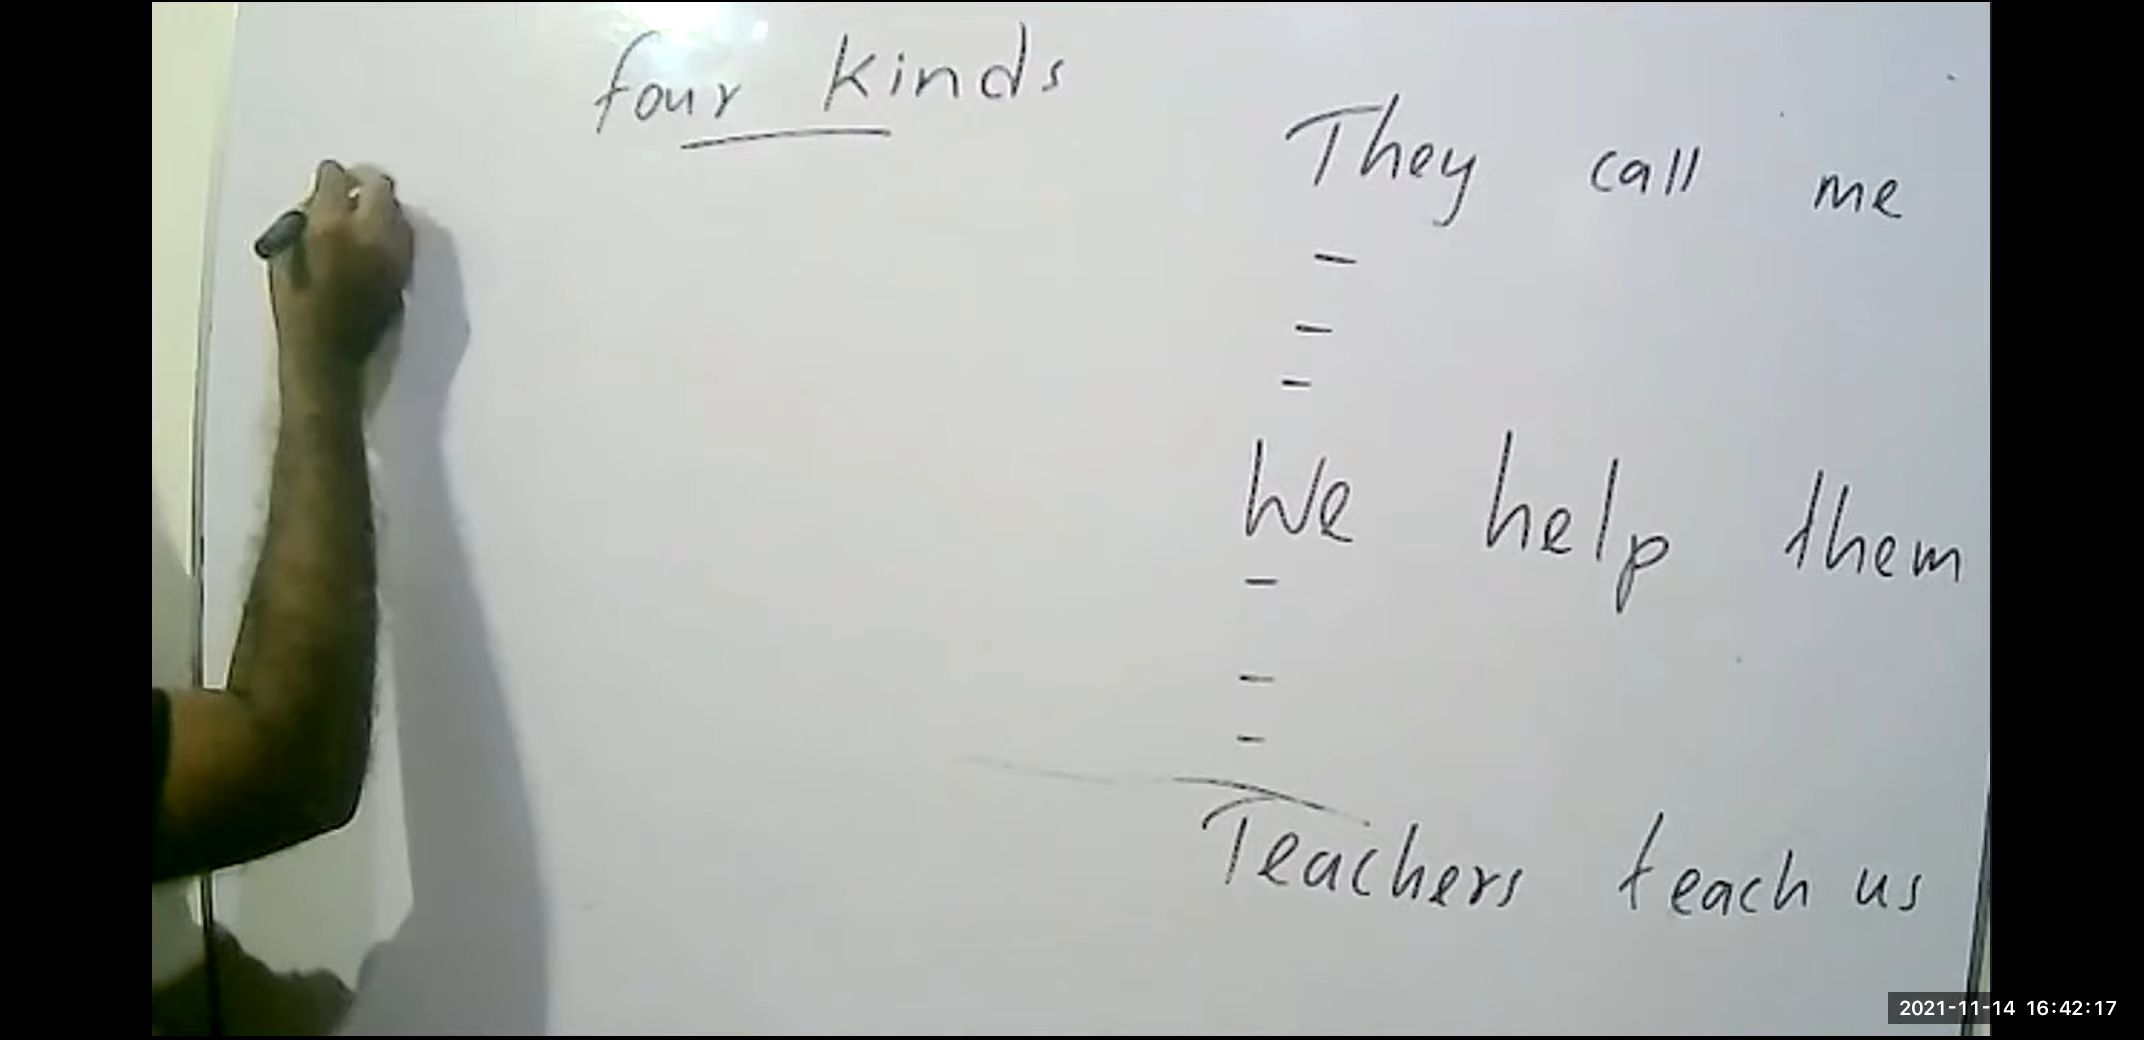 four kinds
They call me
-
-
-
We help them
-
-
-
Teachers teach us
2021-11-14 16:42:17